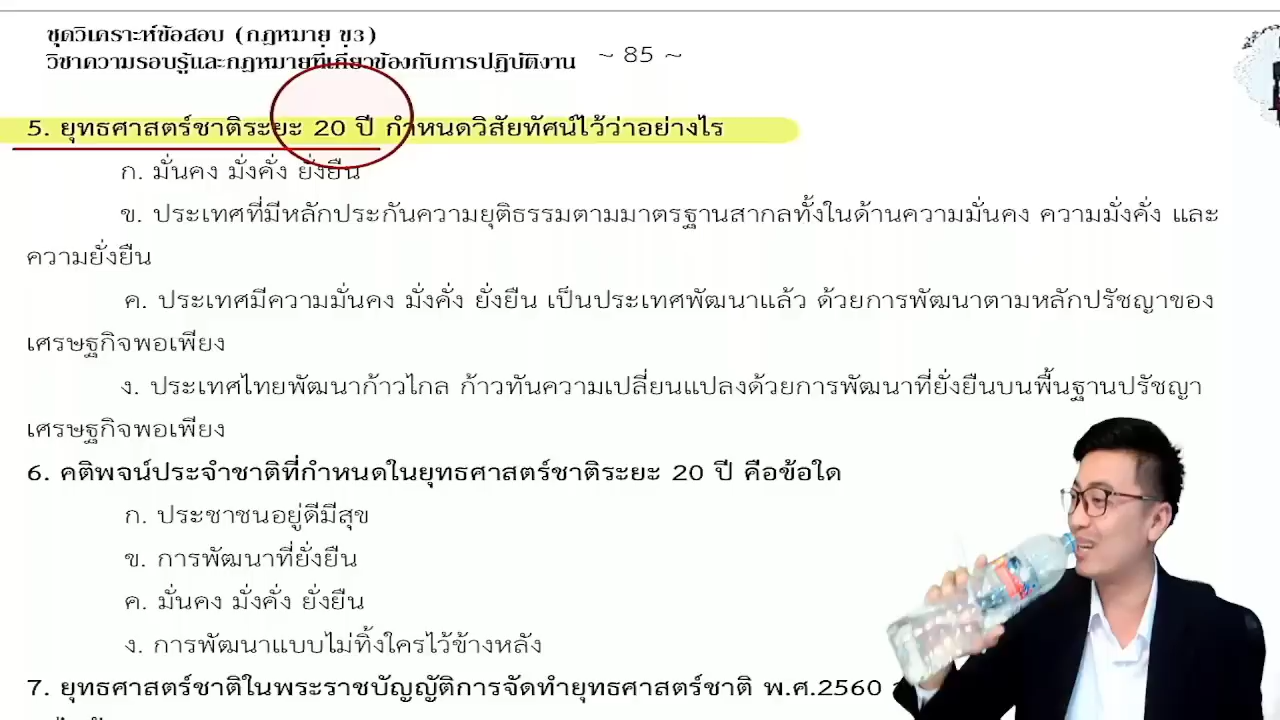 ชุดวิเคราะห์ข้อสอบ (กฎหมาย ข3)
วิชาความรอบรู้และกฎหมายที่เกี่ยวข้องกับการปฏิบัติงาน ~ 85 ~
5. ยุทธศาสตร์ชาติระยะ 20 ปี กำหนดวิสัยทัศน์ไว้ว่าอย่างไร
ก. มั่นคง มั่งคั่ง ยั่งยืน
ข. ประเทศที่มีหลักประกันความยุติธรรมตามมาตรฐานสากลทั้งในด้านความมั่นคง ความมั่งคั่ง และ
ความยั่งยืน
ค. ประเทศมีความมั่นคง มั่งคั่ง ยั่งยืน เป็นประเทศพัฒนาแล้ว ด้วยการพัฒนาตามหลักปรัชญาของ
เศรษฐกิจพอเพียง
ง. ประเทศไทยพัฒนาก้าวไกล ก้าวทันความเปลี่ยนแปลงด้วยการพัฒนาที่ยั่งยืนบนพื้นฐานปรัชญา
เศรษฐกิจพอเพียง
6. คติพจน์ประจำชาติที่กำหนดในยุทธศาสตร์ชาติระยะ 20 ปี คือข้อใด
ก. ประชาชนอยู่ดีมีสุข
ข. การพัฒนาที่ยั่งยืน
ค. มั่นคง มั่งคั่ง ยั่งยืน
ง. การพัฒนาแบบไม่ทิ้งใครไว้ข้างหลัง
7. ยุทธศาสตร์ชาติในพระราชบัญญัติการจัดทำยุทธศาสตร์ชาติ พ.ศ.2560